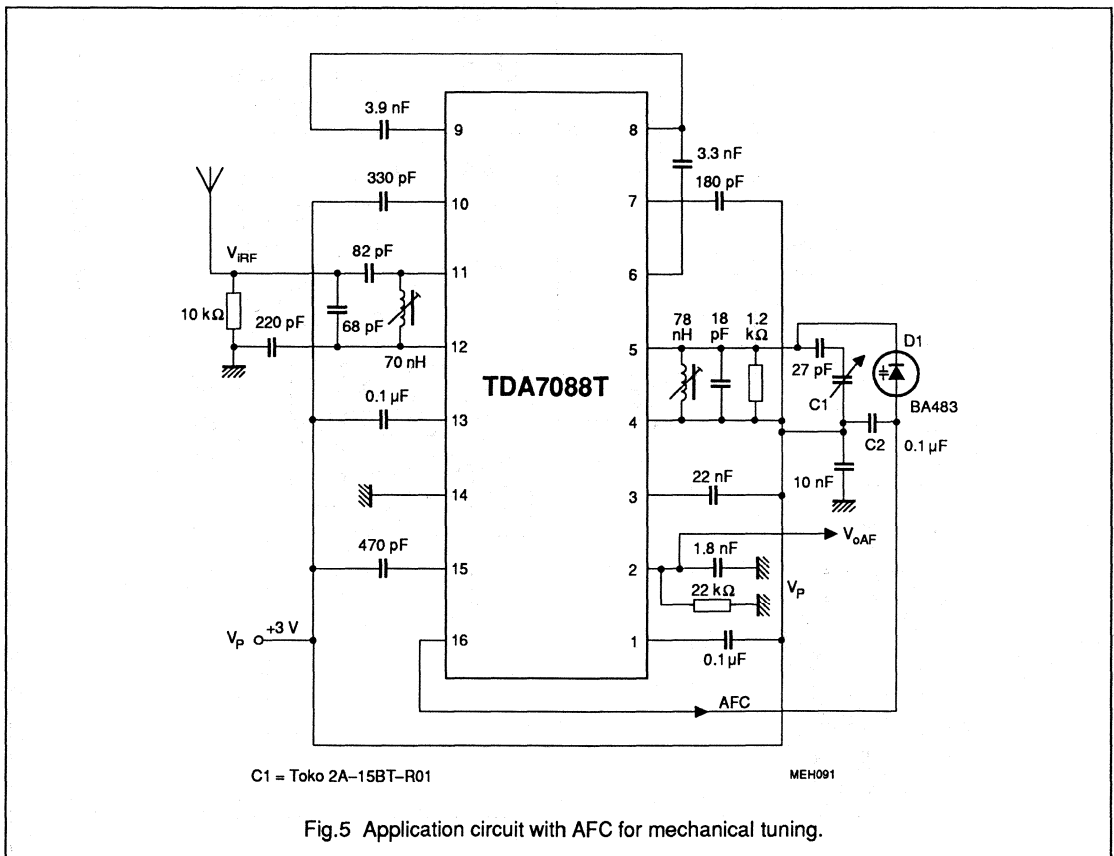 3.9 nF
9
8
3.3 nF
330 pF
180 pF
10
7
V_iRF
82 pF
11
6
10 kΩ
220 pF
68 pF
78 nH
18 pF
1.2 kΩ
D1
12
5
70 nH
27 pF
TDA7088T
C1
BA483
0.1 μF
13
4
C2
0.1 μF
22 nF
10 nF
14
3
V_oAF
470 pF
1.8 nF
15
2
22 kΩ
V_P
V_P
+3 V
16
1
0.1 μF
AFC
C1 = Toko 2A–15BT–R01
MEH091
Fig.5 Application circuit with AFC for mechanical tuning.